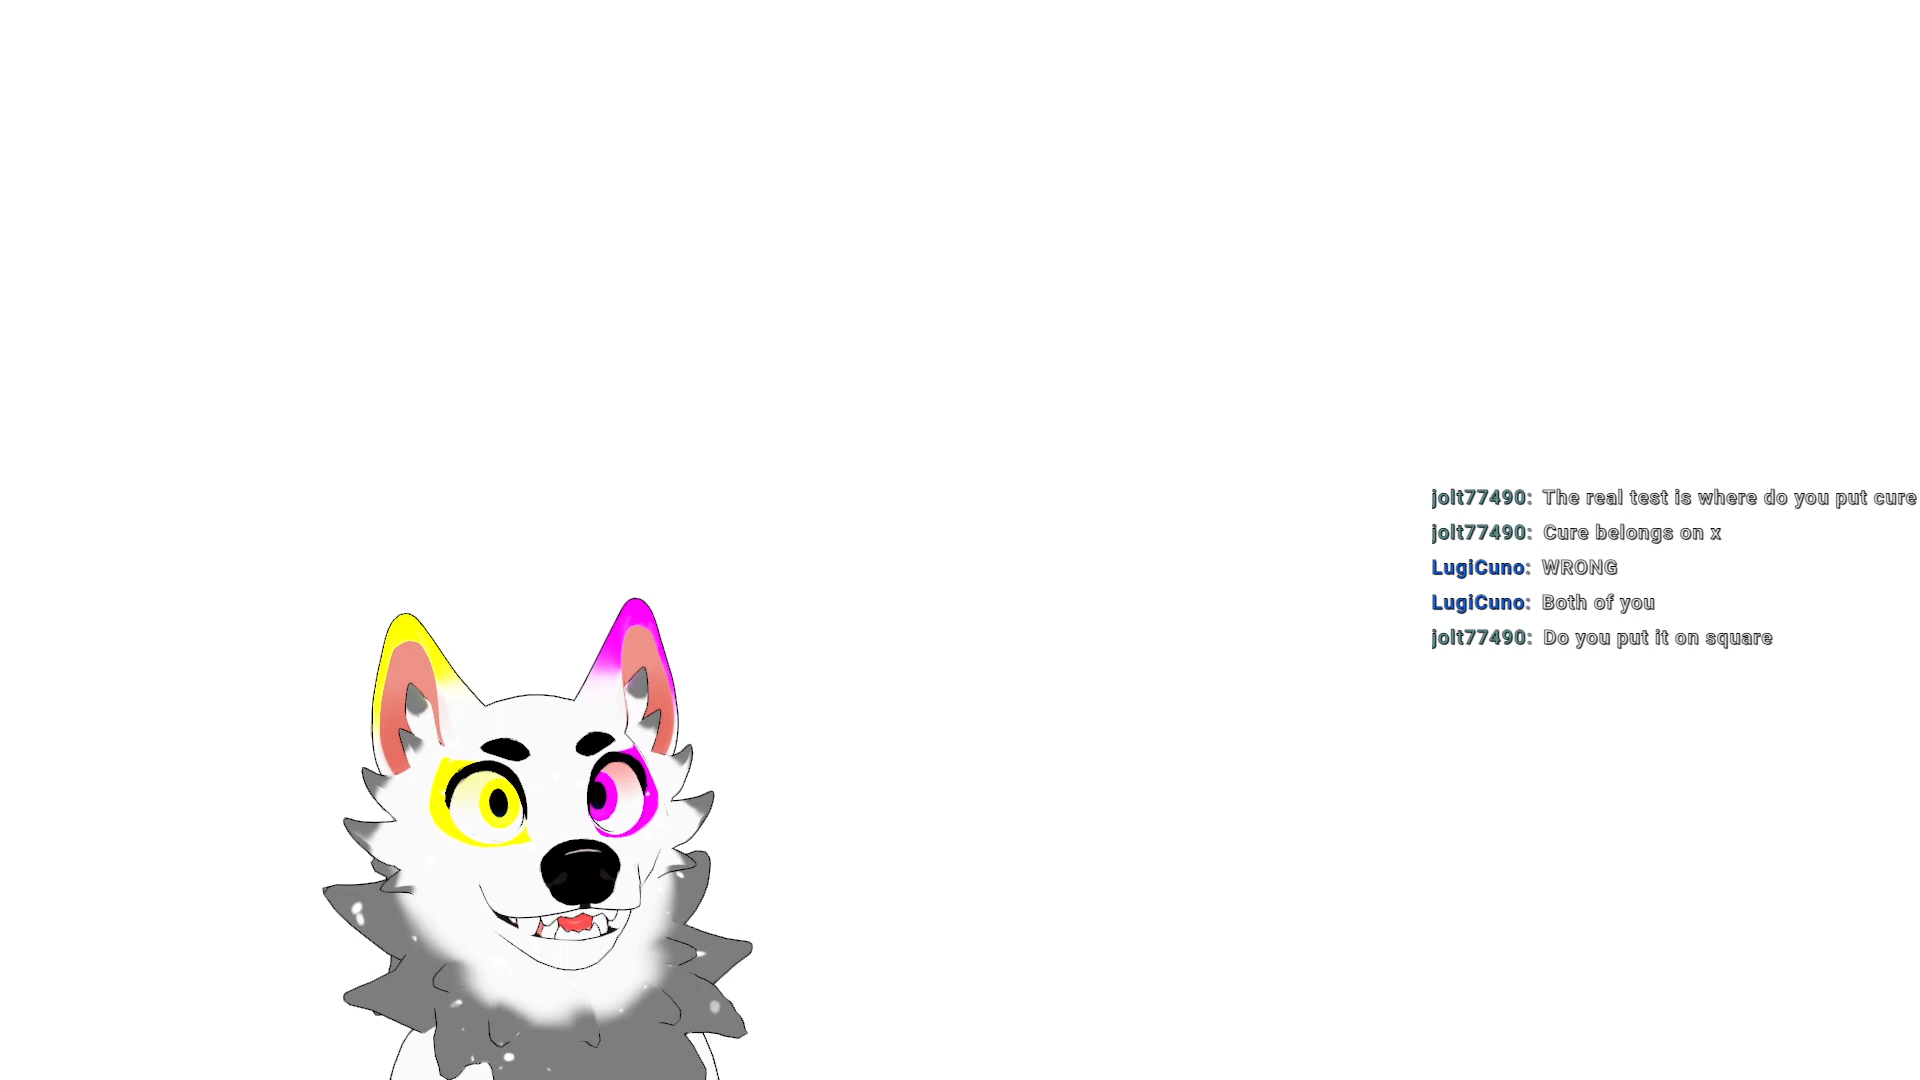 jolt77490: The real test is where do you put cure
jolt77490: Cure belongs on x
LugiCuno: WRONG
LugiCuno: Both of you
jolt77490: Do you put it on square